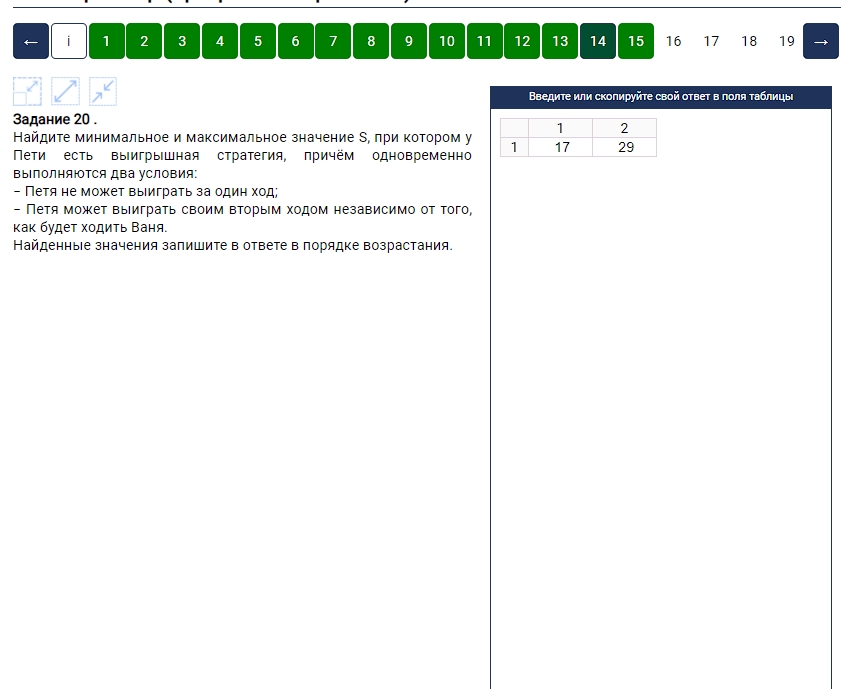 ← i 1 2 3 4 5 6 7 8 9 10 11 12 13 14 15 16 17 18 19 →
Задание 20 .
Найдите минимальное и максимальное значение S, при котором у
Пети есть выигрышная стратегия, причём одновременно
выполняются два условия:
− Петя не может выиграть за один ход;
− Петя может выиграть своим вторым ходом независимо от того,
как будет ходить Ваня.
Найденные значения запишите в ответе в порядке возрастания.
Введите или скопируйте свой ответ в поля таблицы
1 2
1 17 29